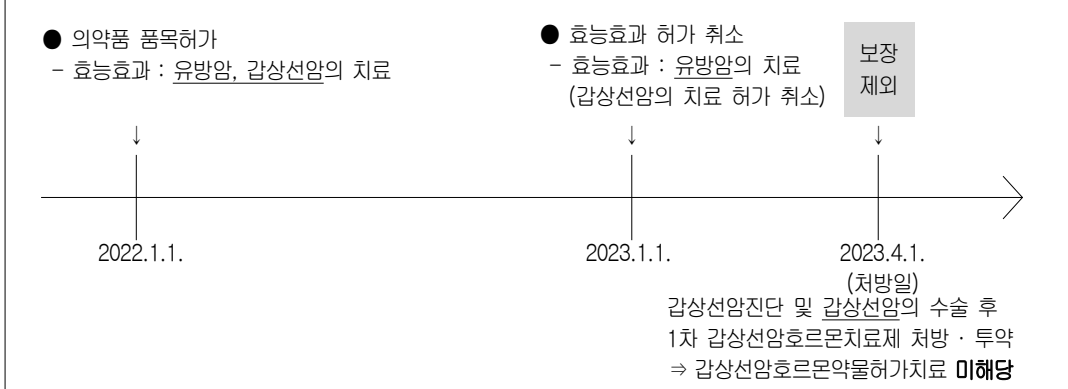 ● 의약품 품목허가
- 효능효과 : 유방암, 갑상선암의 치료
● 효능효과 허가 취소
- 효능효과 : 유방암의 치료
(갑상선암의 치료 허가 취소)
보장
제외
↓
↓
↓
2022.1.1.
2023.1.1.
2023.4.1.
(처방일)
갑상선암진단 및 갑상선암의 수술 후
1차 갑상선암호르몬치료제 처방 · 투약
⇒ 갑상선암호르몬약물허가치료 미해당